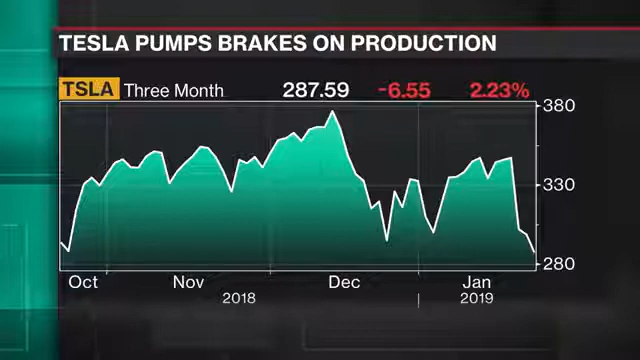 TESLA PUMPS BRAKES ON PRODUCTION
TSLA Three Month 287.59 -6.55 2.23%
380
330
280
Oct Nov Dec Jan
2018 2019